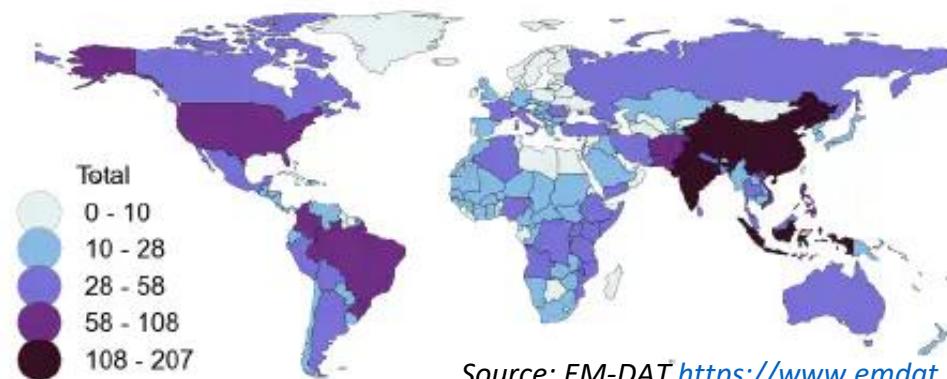 Total
0 - 10
10 - 28
28 - 58
58 - 108
108 - 207
Source: EM-DAT https://www.emdat